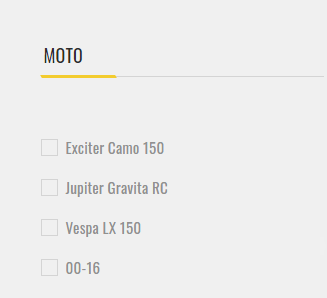 MOTO
Exciter Camo 150
Jupiter Gravita RC
Vespa LX 150
00-16